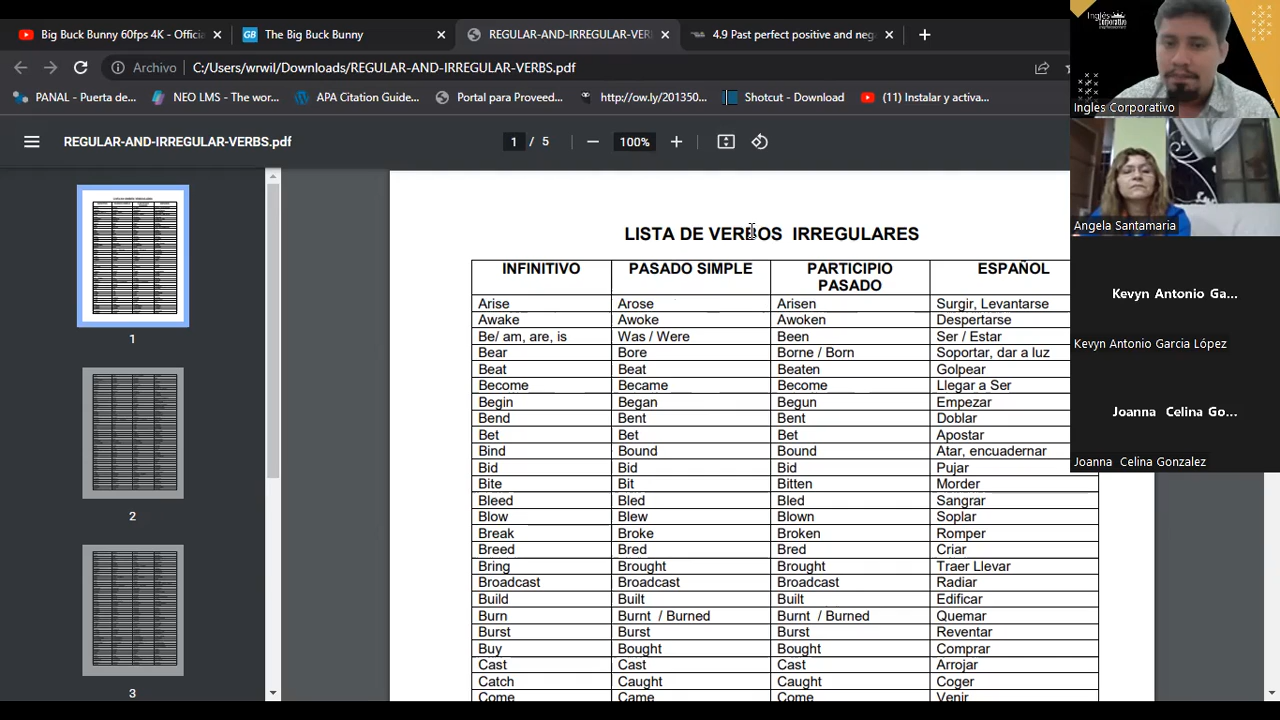 Big Buck Bunny 60fps 4K - Offici
The Big Buck Bunny
REGULAR-AND-IRREGULAR-VERB
4.9 Past perfect positive and neg
Archivo C:/Users/wrwil/Downloads/REGULAR-AND-IRREGULAR-VERBS.pdf
PANAL - Puerta de... NEO LMS - The wor... APA Citation Guide... Portal para Proveed... http://ow.ly/201350... Shotcut - Download (11) Instalar y activa...
REGULAR-AND-IRREGULAR-VERBS.pdf 1 / 5 100%
1
2
3
LISTA DE VERBOS IRREGULARES
INFINITIVO PASADO SIMPLE PARTICIPIO PASADO ESPAÑOL
Arise Arose Arisen Surgir, Levantarse
Awake Awoke Awoken Despertarse
Be/ am, are, is Was / Were Been Ser / Estar
Bear Bore Borne / Born Soportar, dar a luz
Beat Beat Beaten Golpear
Become Became Become Llegar a Ser
Begin Began Begun Empezar
Bend Bent Bent Doblar
Bet Bet Bet Apostar
Bind Bound Bound Atar, encuadernar
Bid Bid Bid Pujar
Bite Bit Bitten Morder
Bleed Bled Bled Sangrar
Blow Blew Blown Soplar
Break Broke Broken Romper
Breed Bred Bred Criar
Bring Brought Brought Traer Llevar
Broadcast Broadcast Broadcast Radiar
Build Built Built Edificar
Burn Burnt / Burned Burnt / Burned Quemar
Burst Burst Burst Reventar
Buy Bought Bought Comprar
Cast Cast Cast Arrojar
Catch Caught Caught Coger
Come Came Come Venir
Inglés
Corporativo
Ingles Corporativo
Angela Santamaria
Kevyn Antonio Ga...
Kevyn Antonio Garcia López
Joanna Celina Go...
Joanna Celina Gonzalez